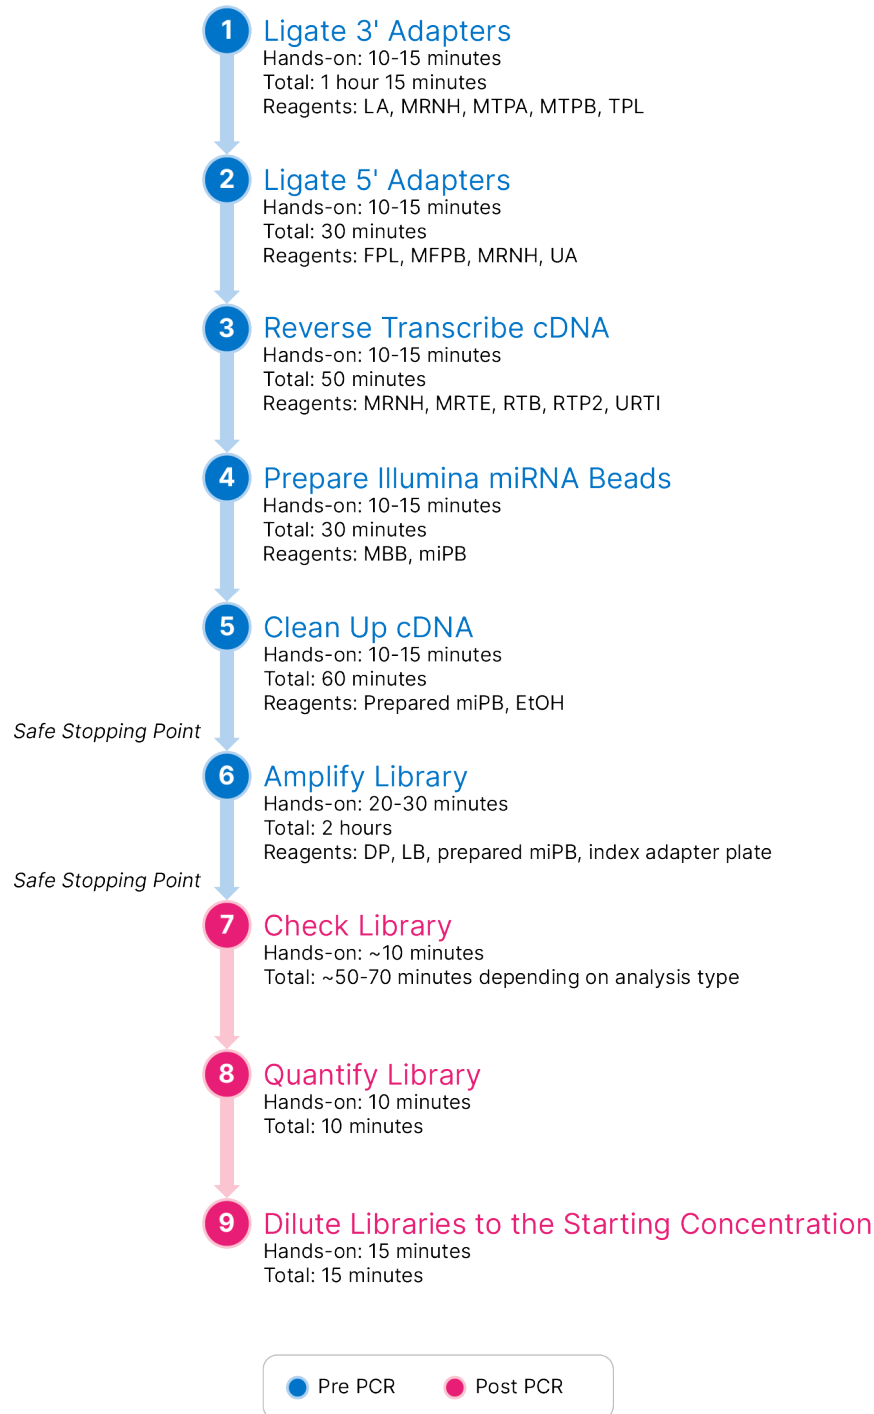 1 Ligate 3' Adapters
Hands-on: 10-15 minutes
Total: 1 hour 15 minutes
Reagents: LA, MRNH, MTPA, MTPB, TPL
2 Ligate 5' Adapters
Hands-on: 10-15 minutes
Total: 30 minutes
Reagents: FPL, MFPB, MRNH, UA
3 Reverse Transcribe cDNA
Hands-on: 10-15 minutes
Total: 50 minutes
Reagents: MRNH, MRTE, RTB, RTP2, URTI
4 Prepare Illumina miRNA Beads
Hands-on: 10-15 minutes
Total: 30 minutes
Reagents: MBB, miPB
5 Clean Up cDNA
Hands-on: 10-15 minutes
Total: 60 minutes
Reagents: Prepared miPB, EtOH
Safe Stopping Point
6 Amplify Library
Hands-on: 20-30 minutes
Total: 2 hours
Reagents: DP, LB, prepared miPB, index adapter plate
Safe Stopping Point
7 Check Library
Hands-on: ~10 minutes
Total: ~50-70 minutes depending on analysis type
8 Quantify Library
Hands-on: 10 minutes
Total: 10 minutes
9 Dilute Libraries to the Starting Concentration
Hands-on: 15 minutes
Total: 15 minutes
Pre PCR Post PCR